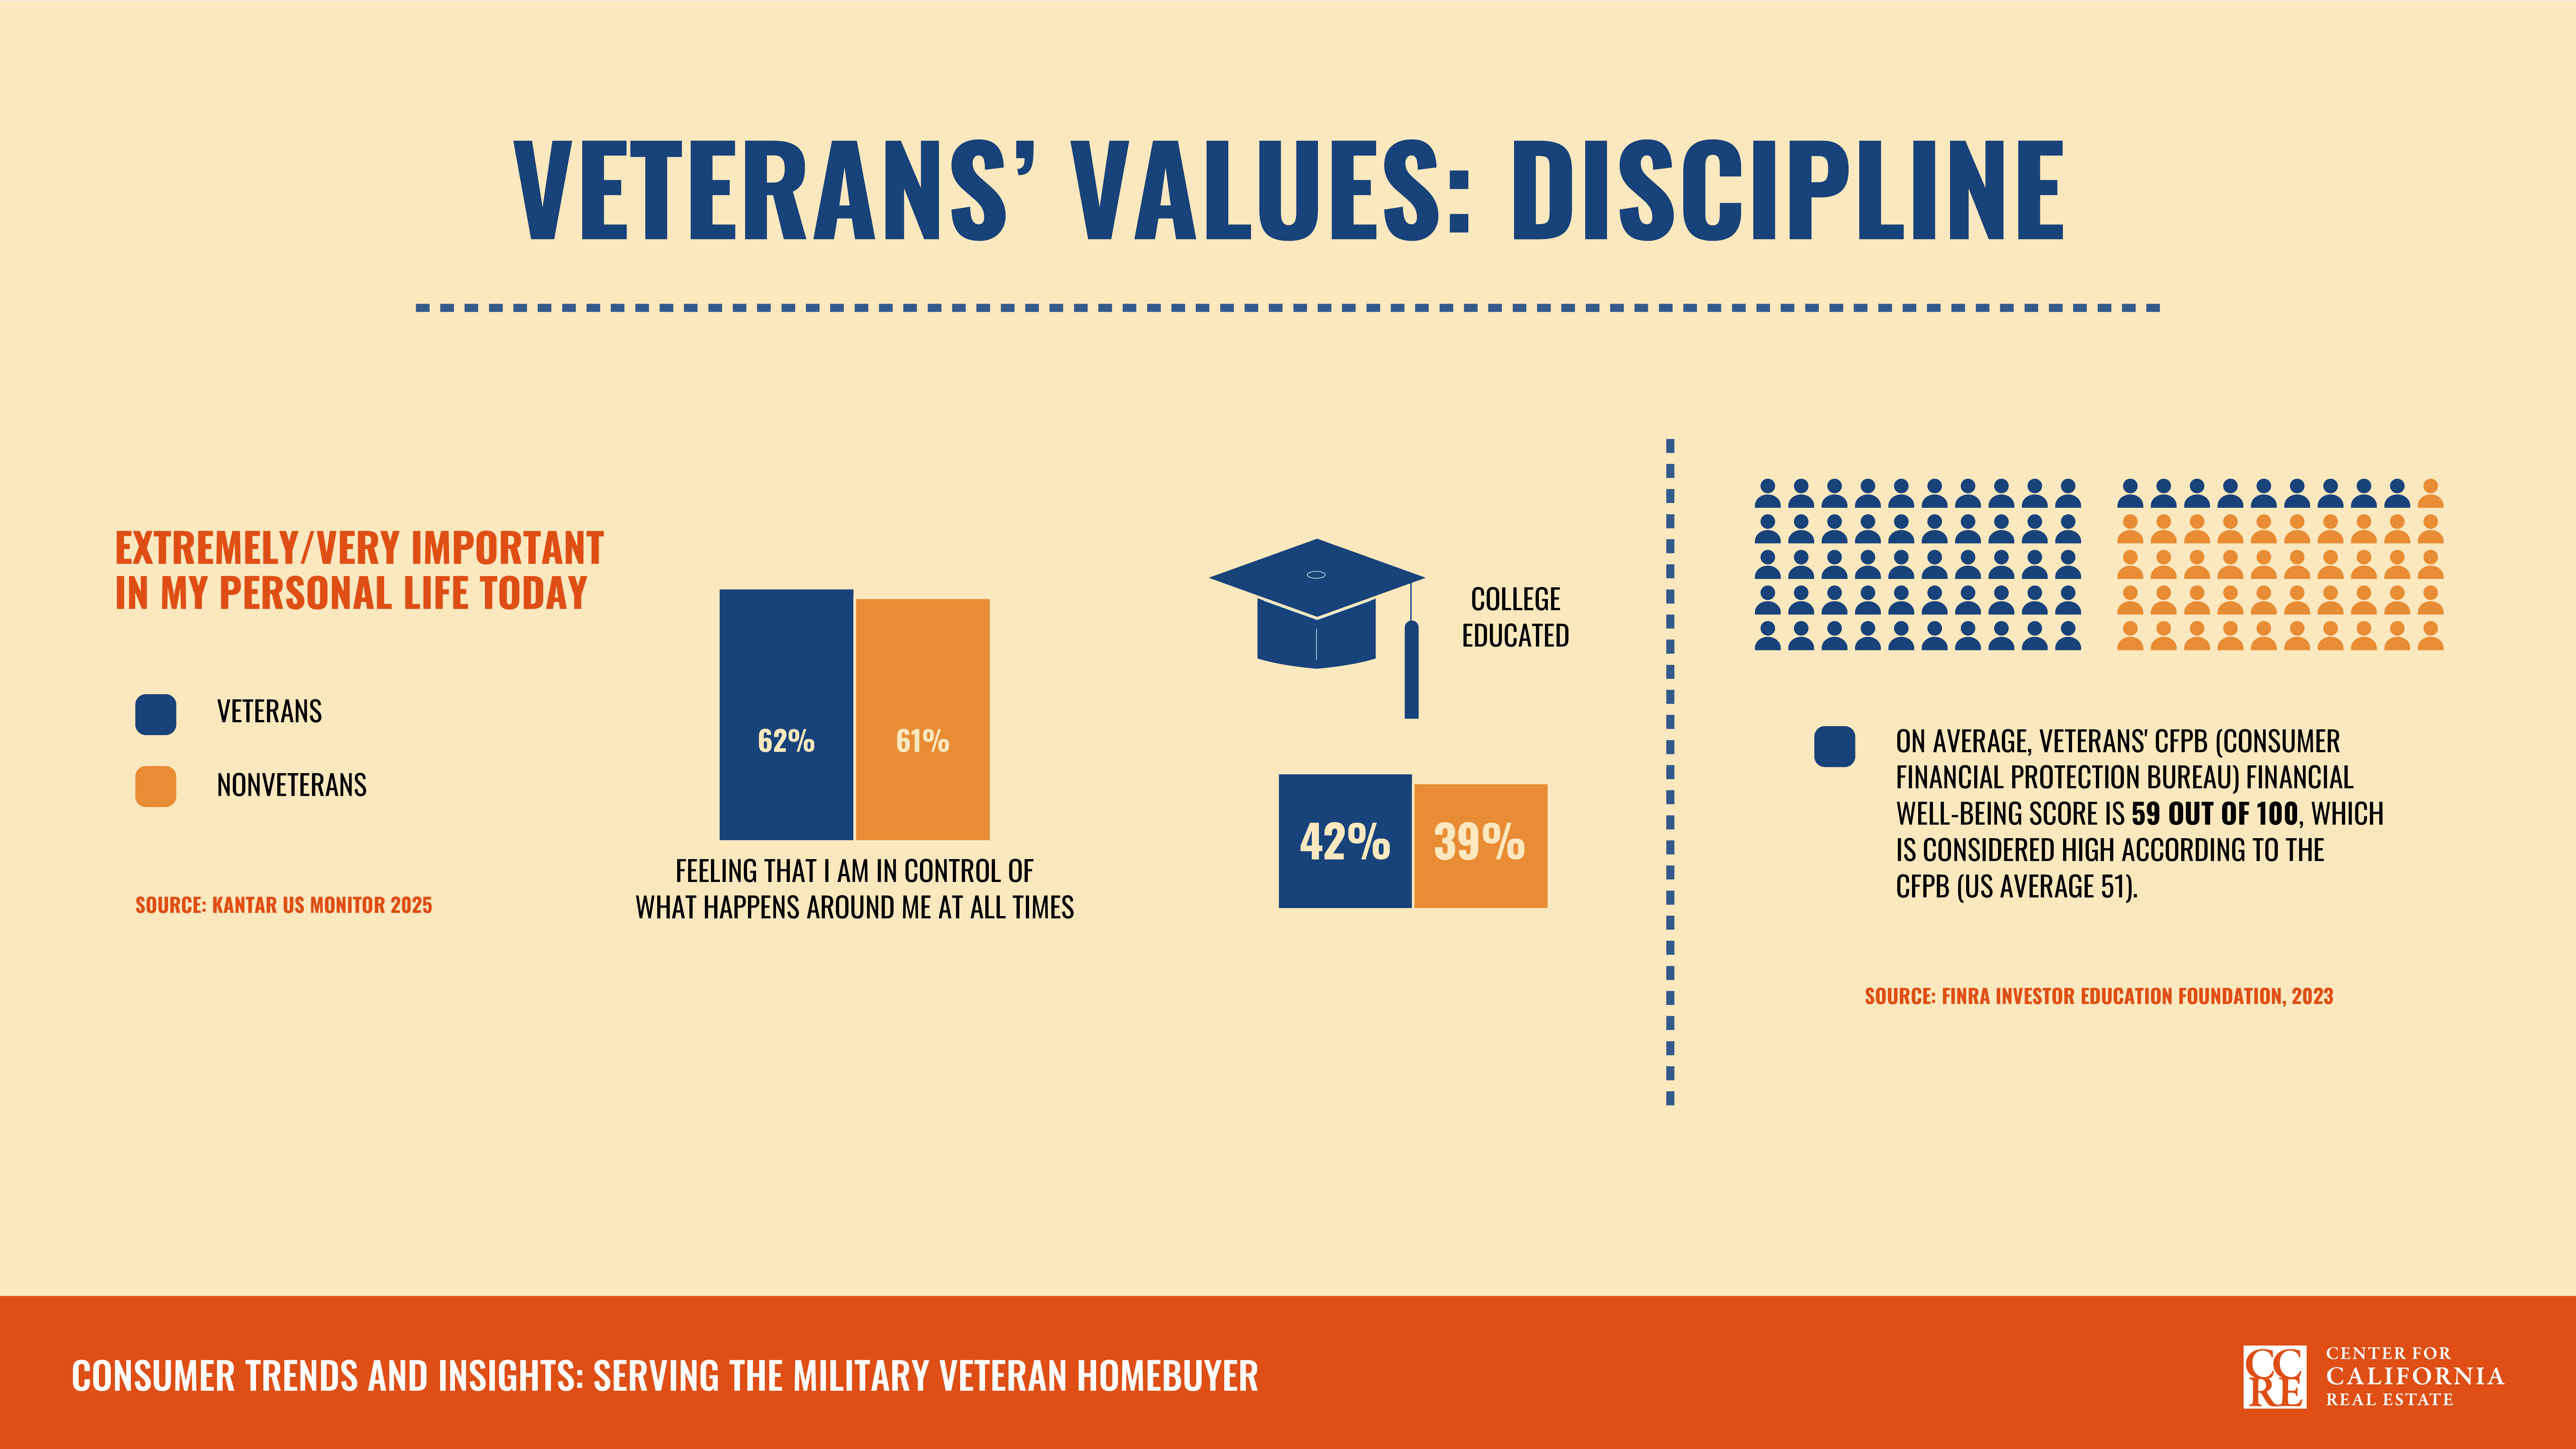 VETERANS’ VALUES: DISCIPLINE
EXTREMELY/VERY IMPORTANT
IN MY PERSONAL LIFE TODAY
VETERANS
NONVETERANS
SOURCE: KANTAR US MONITOR 2025
62%
61%
FEELING THAT I AM IN CONTROL OF
WHAT HAPPENS AROUND ME AT ALL TIMES
COLLEGE
EDUCATED
42%
39%
ON AVERAGE, VETERANS' CFPB (CONSUMER
FINANCIAL PROTECTION BUREAU) FINANCIAL
WELL-BEING SCORE IS 59 OUT OF 100, WHICH
IS CONSIDERED HIGH ACCORDING TO THE
CFPB (US AVERAGE 51).
SOURCE: FINRA INVESTOR EDUCATION FOUNDATION, 2023
CONSUMER TRENDS AND INSIGHTS: SERVING THE MILITARY VETERAN HOMEBUYER
CC
RE
CENTER FOR
CALIFORNIA
REAL ESTATE